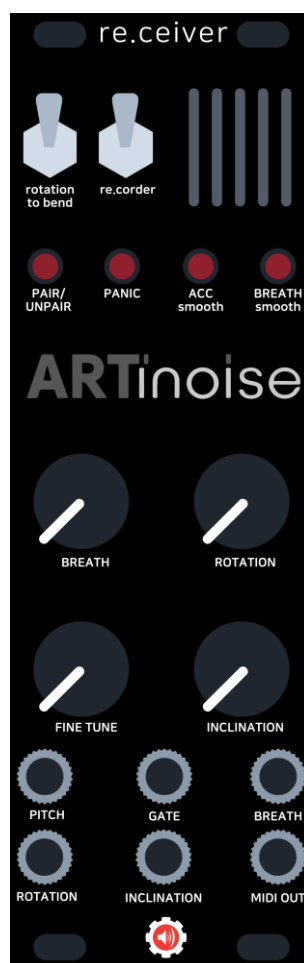 re.ceiver
rotation
to bend
re.corder
PAIR/
UNPAIR
PANIC
ACC
smooth
BREATH
smooth
ARTinoise
BREATH
ROTATION
FINE TUNE
INCLINATION
PITCH
GATE
BREATH
ROTATION
INCLINATION
MIDI OUT